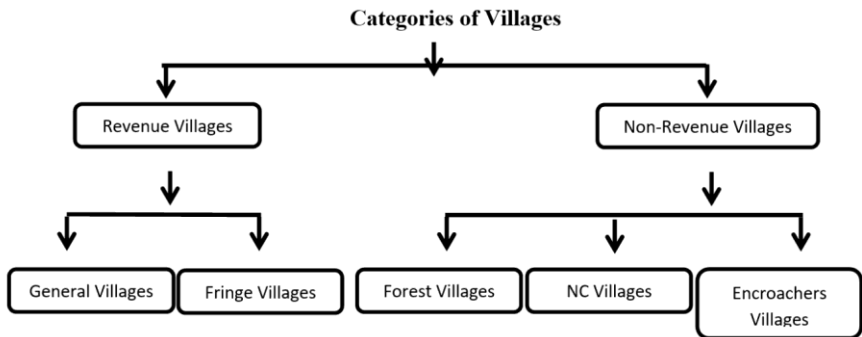 Categories of Villages
Revenue Villages
Non-Revenue Villages
General Villages
Fringe Villages
Forest Villages
NC Villages
Encroachers
Villages